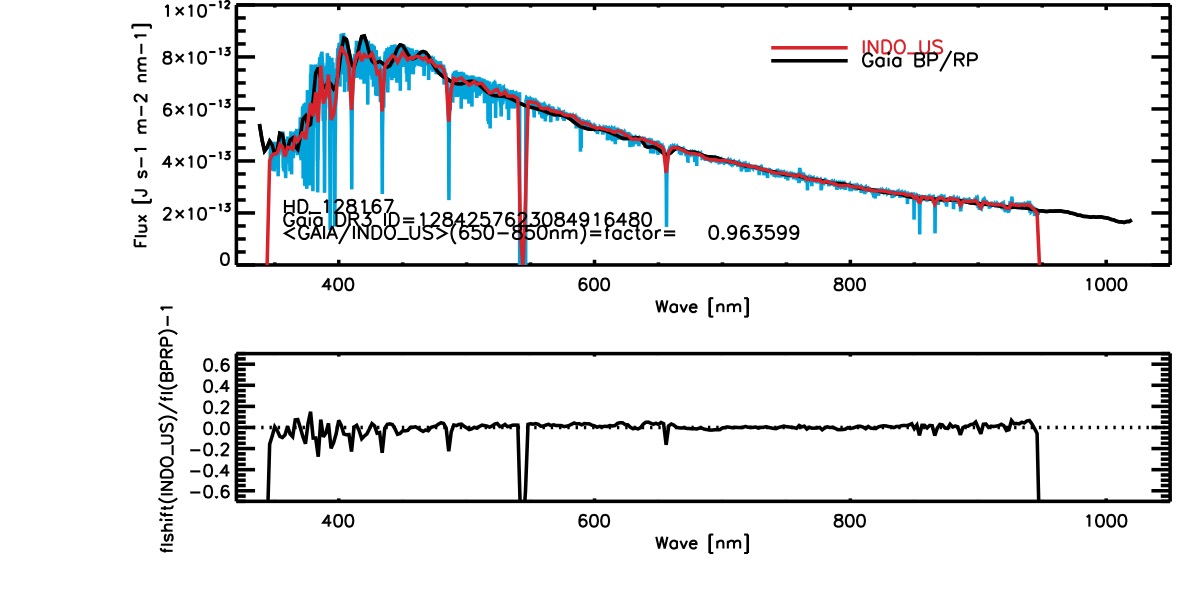 1×10−12
8×10−13
6×10−13
4×10−13
2×10−13
0
Flux [J s−1 m−2 nm−1]
INDO_US
Gaia BP/RP
HD_128167
Gaia DR3 ID=1284257623084916480
<GAIA/INDO_US>(650−850nm)=factor= 0.963599
400 600 800 1000
Wave [nm]
flshift(INDO_US)/fl(BPRP)−1
0.6
0.4
0.2
0.0
−0.2
−0.4
−0.6
400 600 800 1000
Wave [nm]